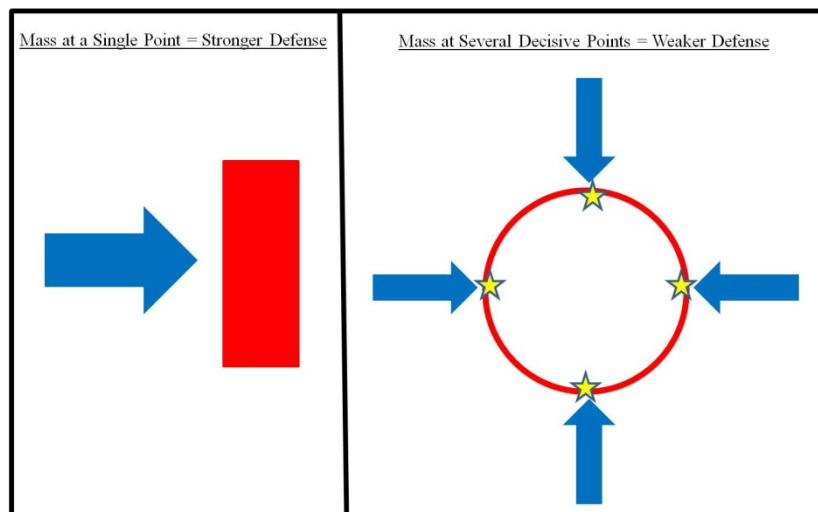 Mass at a Single Point = Stronger Defense
Mass at Several Decisive Points = Weaker Defense